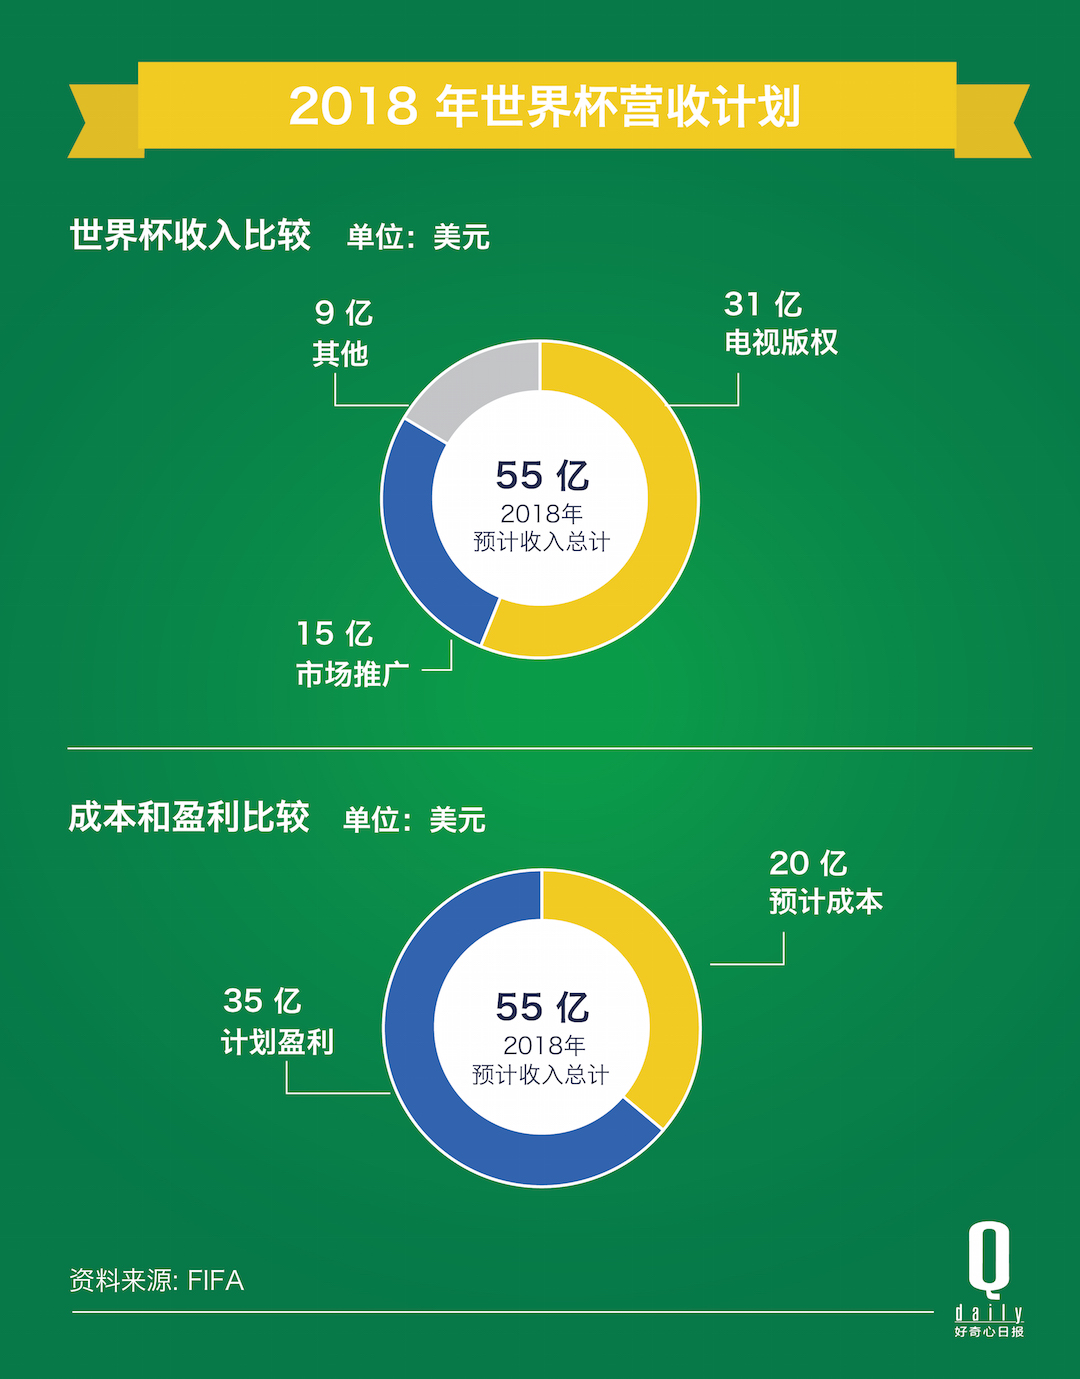 2018 年世界杯营收计划
世界杯收入比较 单位：美元
9 亿
其他
31 亿
电视版权
55 亿
2018年
预计收入总计
15 亿
市场推广
成本和盈利比较 单位：美元
20 亿
预计成本
35 亿
计划盈利
55 亿
2018年
预计收入总计
资料来源: FIFA
Q
daily
好奇心日报